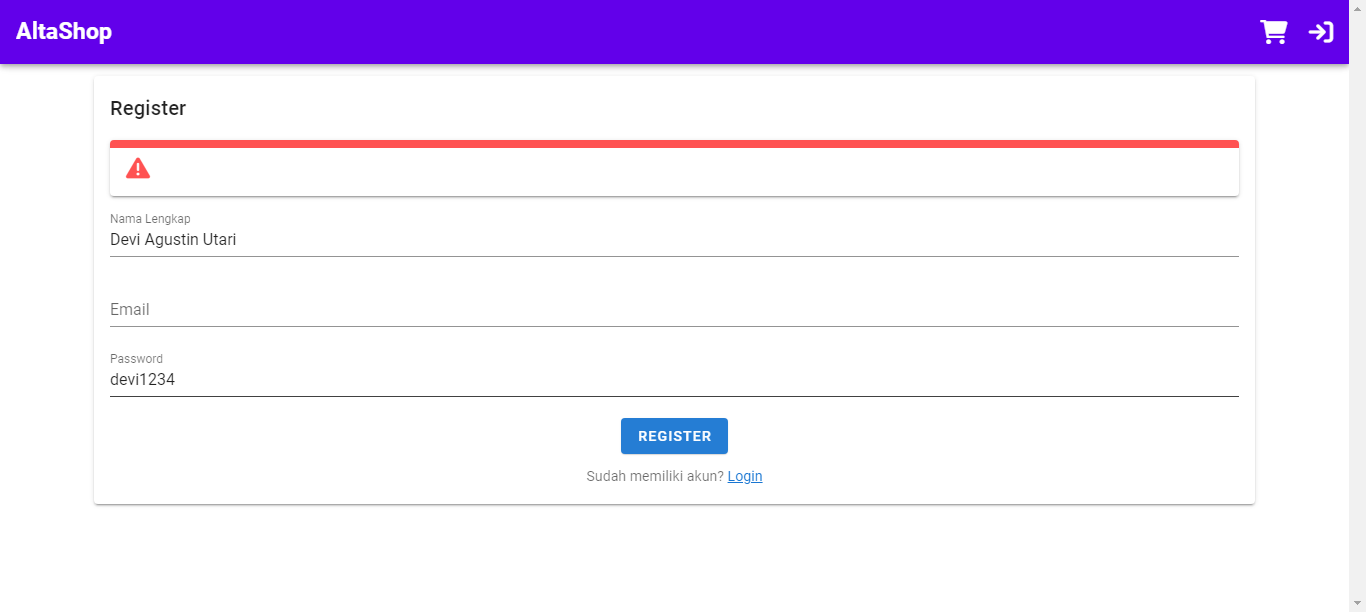 AltaShop
Register
Nama Lengkap
Devi Agustin Utari
Email
Password
devi1234
REGISTER
Sudah memiliki akun? Login